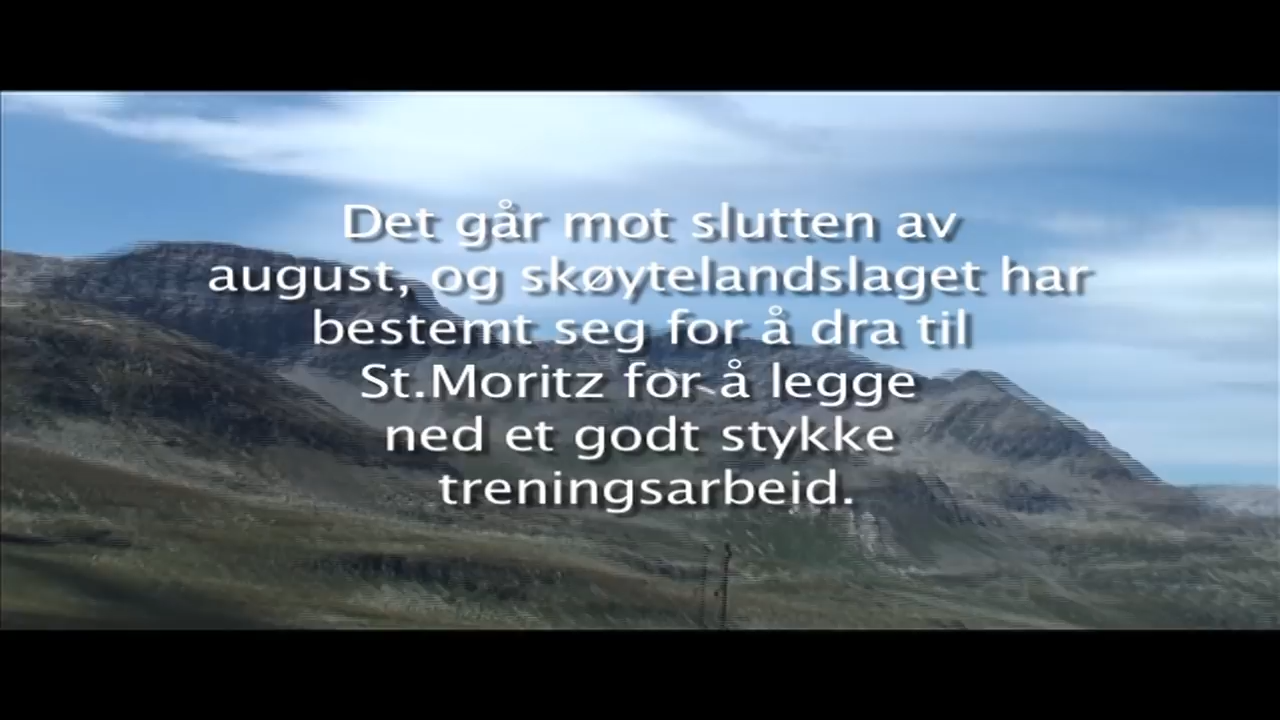 Det går mot slutten av
august, og skøytelandslaget har
bestemt seg for å dra til
St.Moritz for å legge
ned et godt stykke
treningsarbeid.